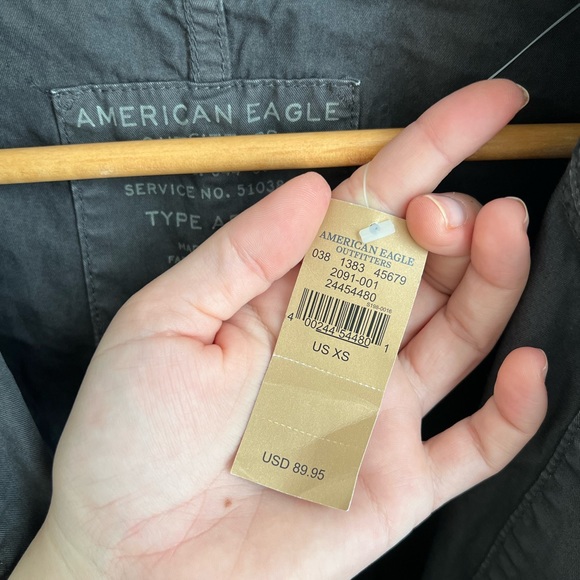 AMERICAN EAGLE
SERVICE NO. 5103
TYPE
AMERICAN EAGLE
OUTFITTERS
038 1383 45679
2091-001
24454480
4 00244 54480 1
US XS
USD 89.95